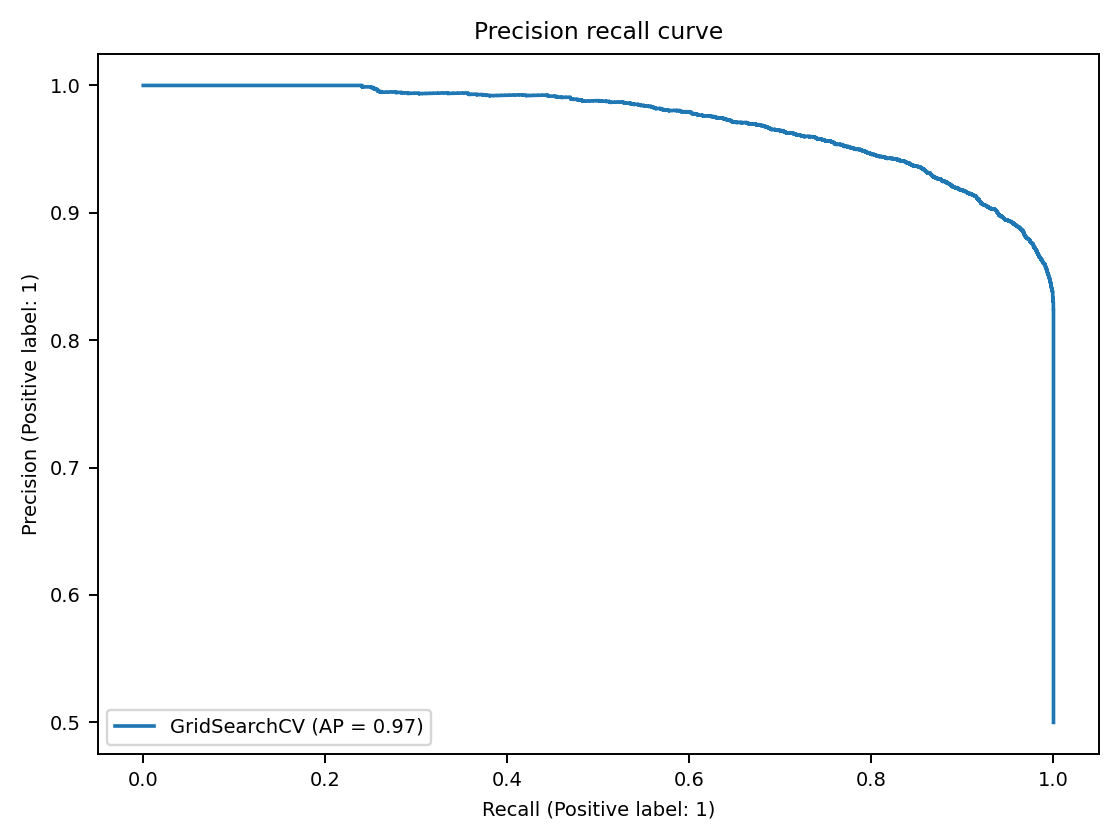 Precision recall curve
1.0
0.9
0.8
0.7
0.6
0.5
Precision (Positive label: 1)
GridSearchCV (AP = 0.97)
0.0 0.2 0.4 0.6 0.8 1.0
Recall (Positive label: 1)